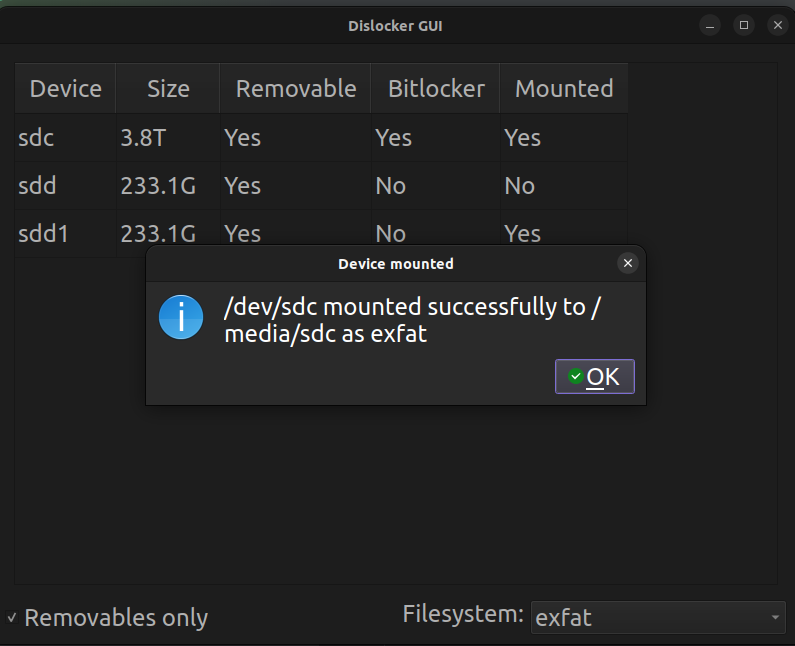 Dislocker GUI
Device Size Removable Bitlocker Mounted
sdc 3.8T Yes Yes Yes
sdd 233.1G Yes No No
sdd1 233.1G Yes No Yes
Device mounted
/dev/sdc mounted successfully to /
media/sdc as exfat
OK
Removables only Filesystem: exfat